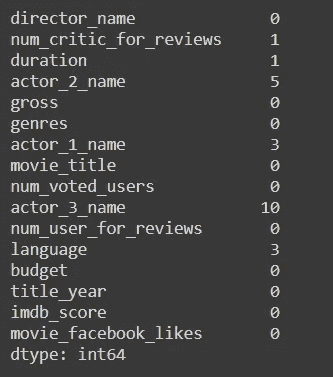 director_name 0
num_critic_for_reviews 1
duration 1
actor_2_name 5
gross 0
genres 0
actor_1_name 3
movie_title 0
num_voted_users 0
actor_3_name 10
num_user_for_reviews 0
language 3
budget 0
title_year 0
imdb_score 0
movie_facebook_likes 0
dtype: int64